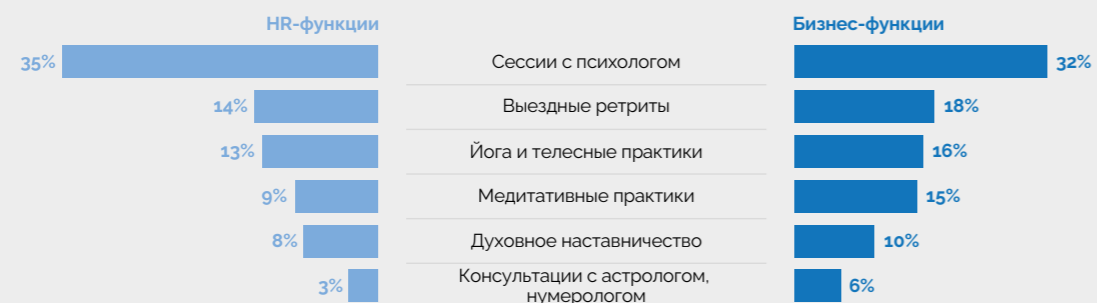 HR-функции Бизнес-функции
35% Сессии с психологом 32%
14% Выездные ретриты 18%
13% Йога и телесные практики 16%
9% Медитативные практики 15%
8% Духовное наставничество 10%
3% Консультации с астрологом, 6%
нумерологом